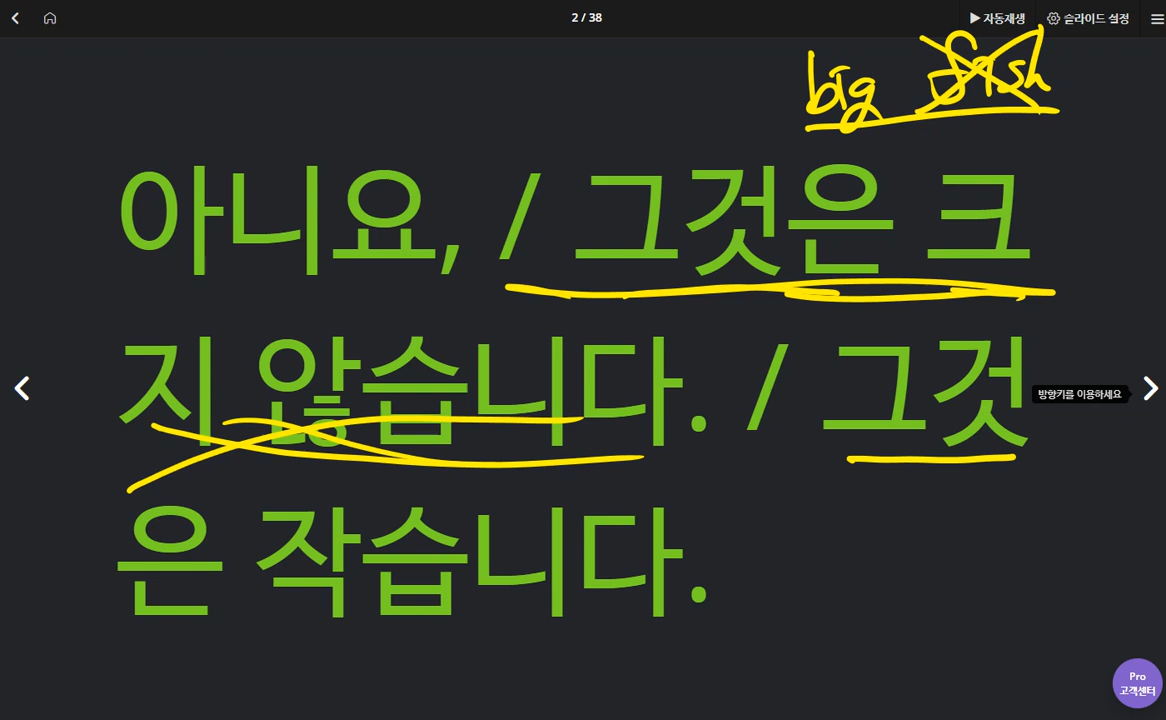 2 / 38
자동재생
슬라이드 설정
big fish
아니요, / 그것은 크
지 않습니다. / 그것
은 작습니다.
방향키를 이용하세요
Pro
고객센터